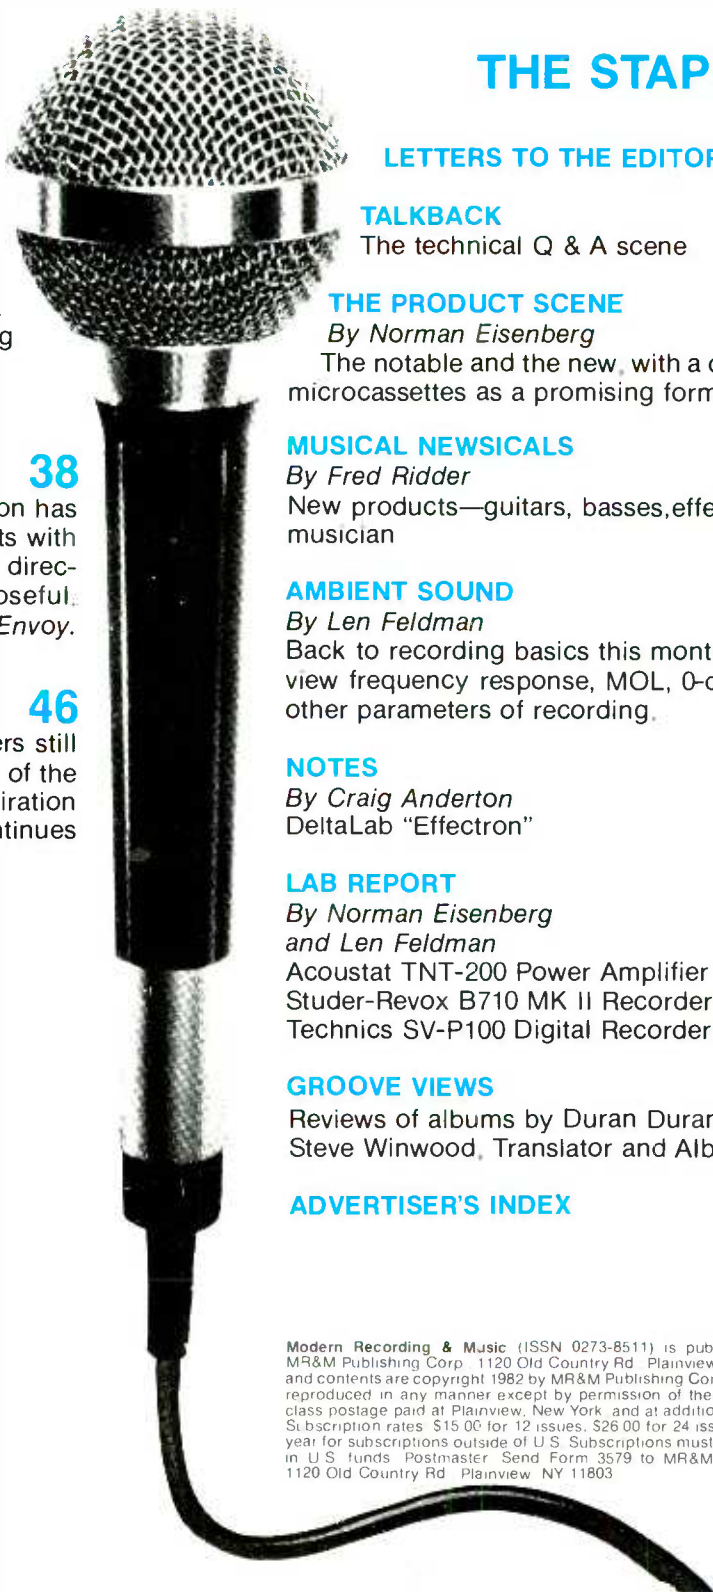 g
38
on has
ts with
direc-
oseful.
Envoy.
46
ers still
of the
iration
ntinues
THE STAP
LETTERS TO THE EDITOR
TALKBACK
The technical Q & A scene
THE PRODUCT SCENE
By Norman Eisenberg
The notable and the new, with a c
microcassettes as a promising form
MUSICAL NEWSICALS
By Fred Ridder
New products—guitars, basses,effe
musician
AMBIENT SOUND
By Len Feldman
Back to recording basics this mont
view frequency response, MOL, 0-d
other parameters of recording.
NOTES
By Craig Anderton
DeltaLab “Effectron”
LAB REPORT
By Norman Eisenberg
and Len Feldman
Acoustat TNT-200 Power Amplifier
Studer-Revox B710 MK II Recorder
Technics SV-P100 Digital Recorder
GROOVE VIEWS
Reviews of albums by Duran Duran
Steve Winwood, Translator and Alb
ADVERTISER'S INDEX
Modern Recording & Music (ISSN 0273-8511) is pub
MR&M Publishing Corp. 1120 Old Country Rd. Plainview
and contents are copyright 1982 by MR&M Publishing Cor
reproduced in any manner except by permission of the
class postage paid at Plainview, New York and at additio
Subscription rates $15.00 for 12 issues, $26.00 for 24 iss
year for subscriptions outside of U.S. Subscriptions must
in U.S. funds Postmaster Send Form 3579 to MR&M
1120 Old Country Rd. Plainview NY 11803